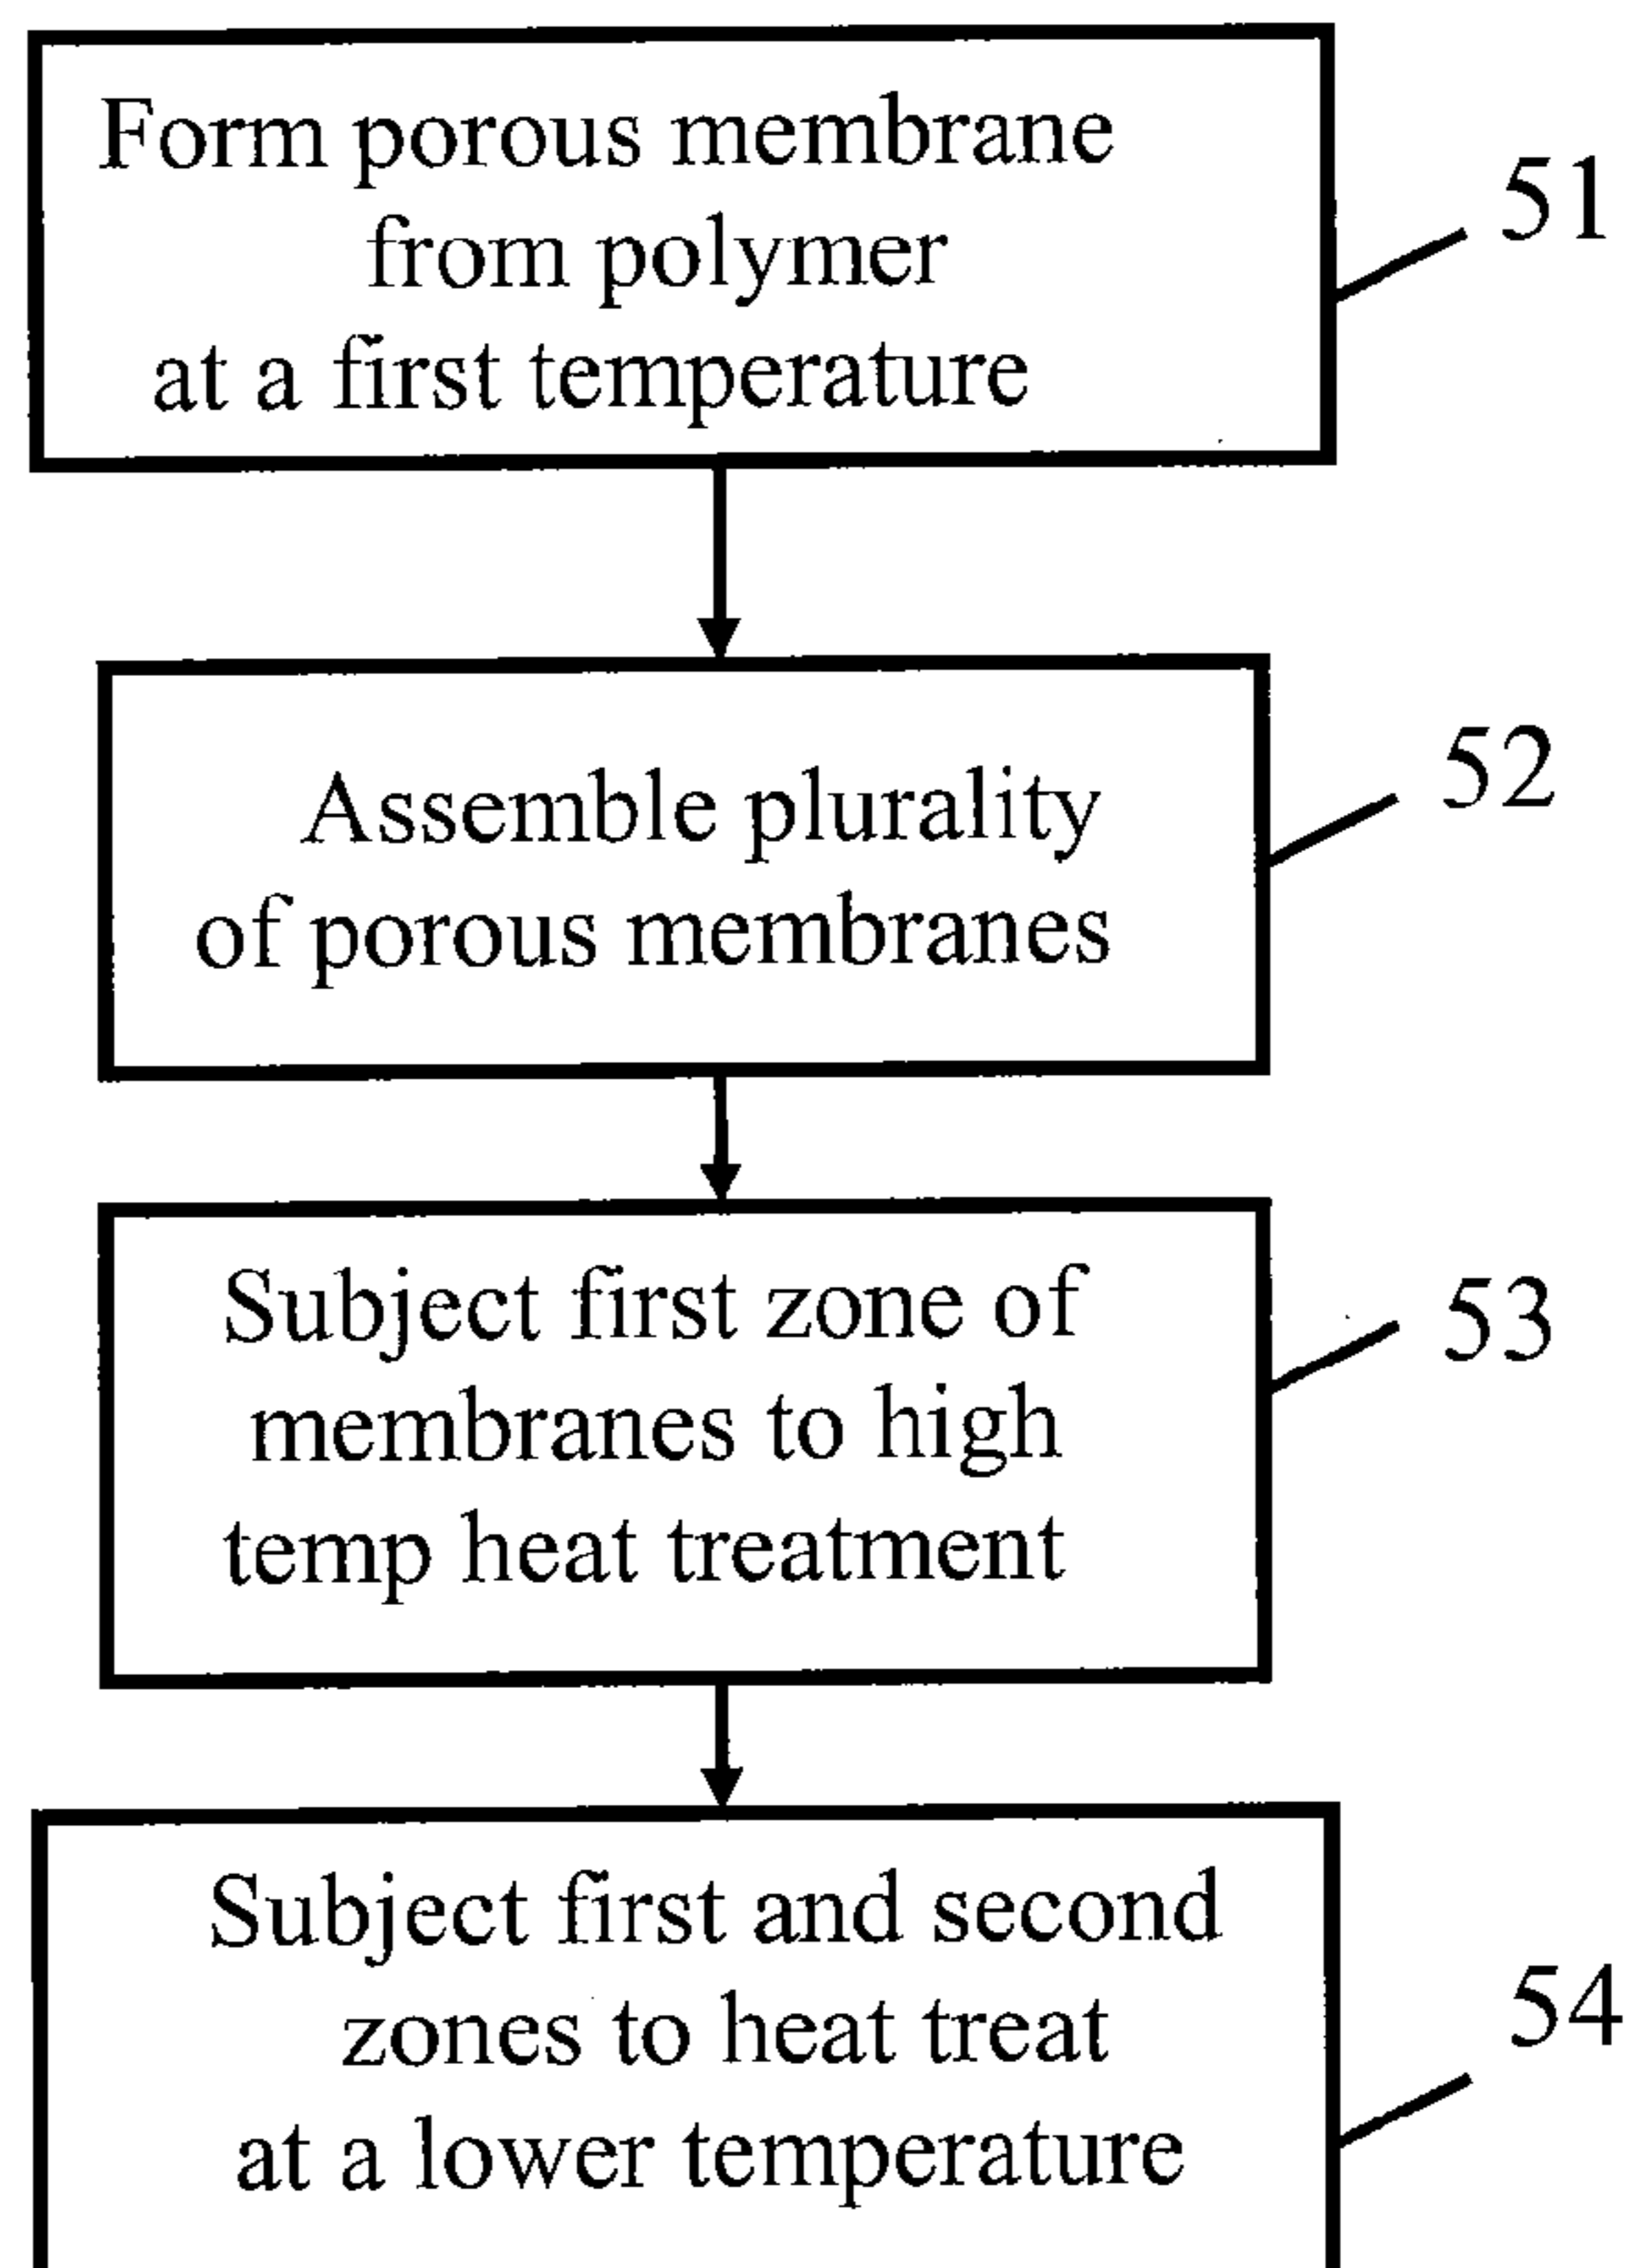 Form porous membrane
from polymer
at a first temperature
51
Assemble plurality
of porous membranes
52
Subject first zone of
membranes to high
temp heat treatment
53
Subject first and second
zones to heat treat
at a lower temperature
54